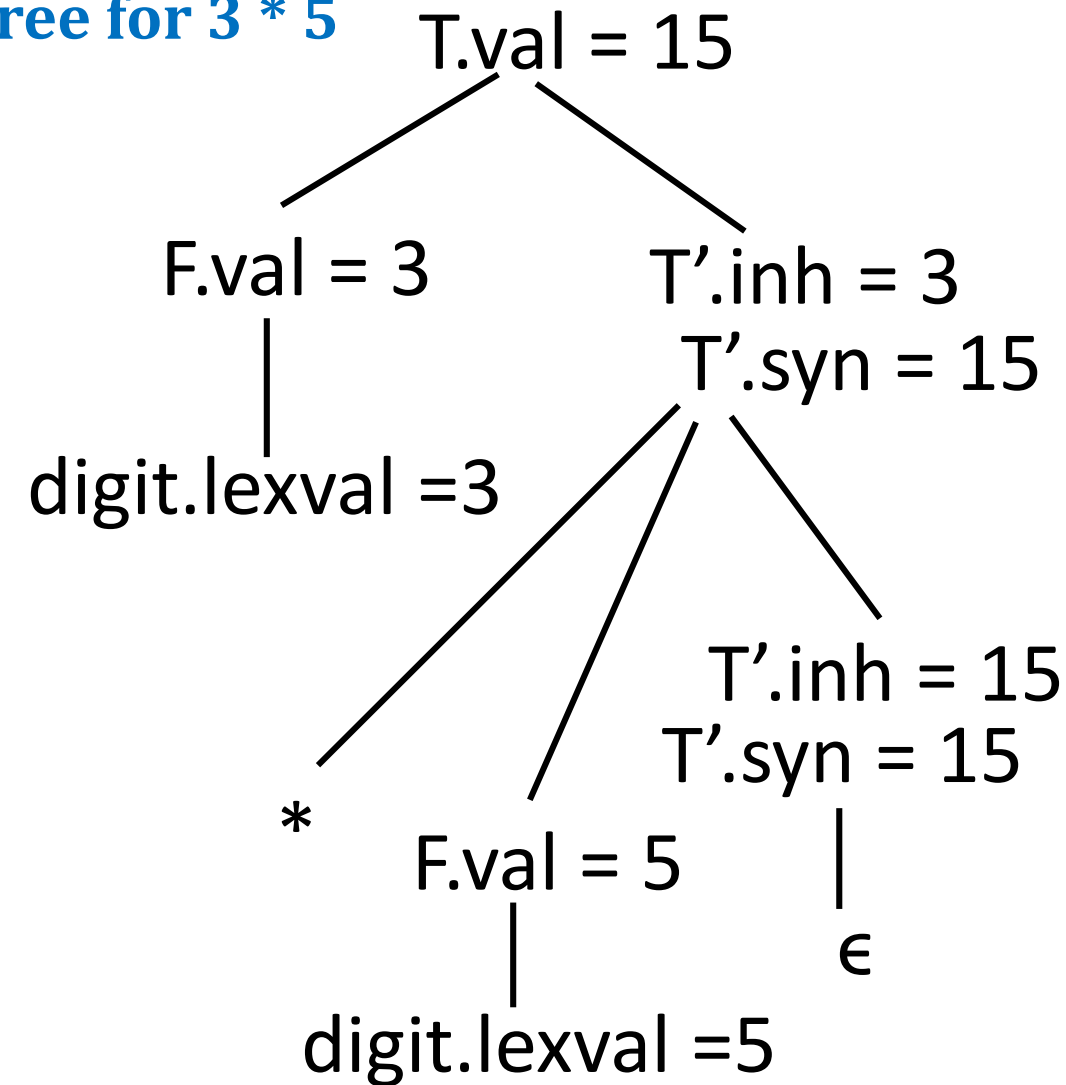 ree for 3 * 5
T.val = 15
F.val = 3
T’.inh = 3
T’.syn = 15
digit.lexval =3
T’.inh = 15
T’.syn = 15
*
F.val = 5
ϵ
digit.lexval =5